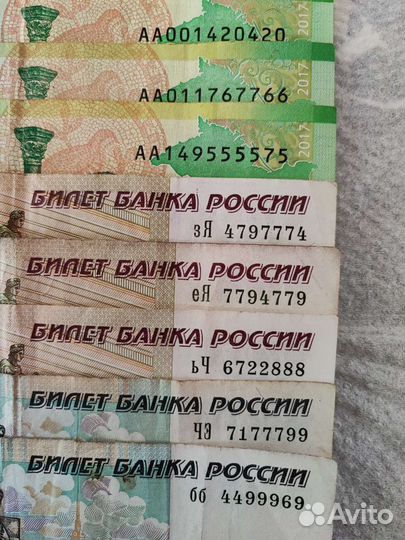 АА001420420
2017
АА011767766
2017
АА149555575
2017
БИЛЕТ БАНКА РОССИИ
зЯ 4797774
БИЛЕТ БАНКА РОССИИ
еЯ 7794779
БИЛЕТ БАНКА РОССИИ
ьЧ 6722888
БИЛЕТ БАНКА РОССИИ
ЧЭ 7177799
БИЛЕТ БАНКА РОССИИ
бб 4499969
Avito